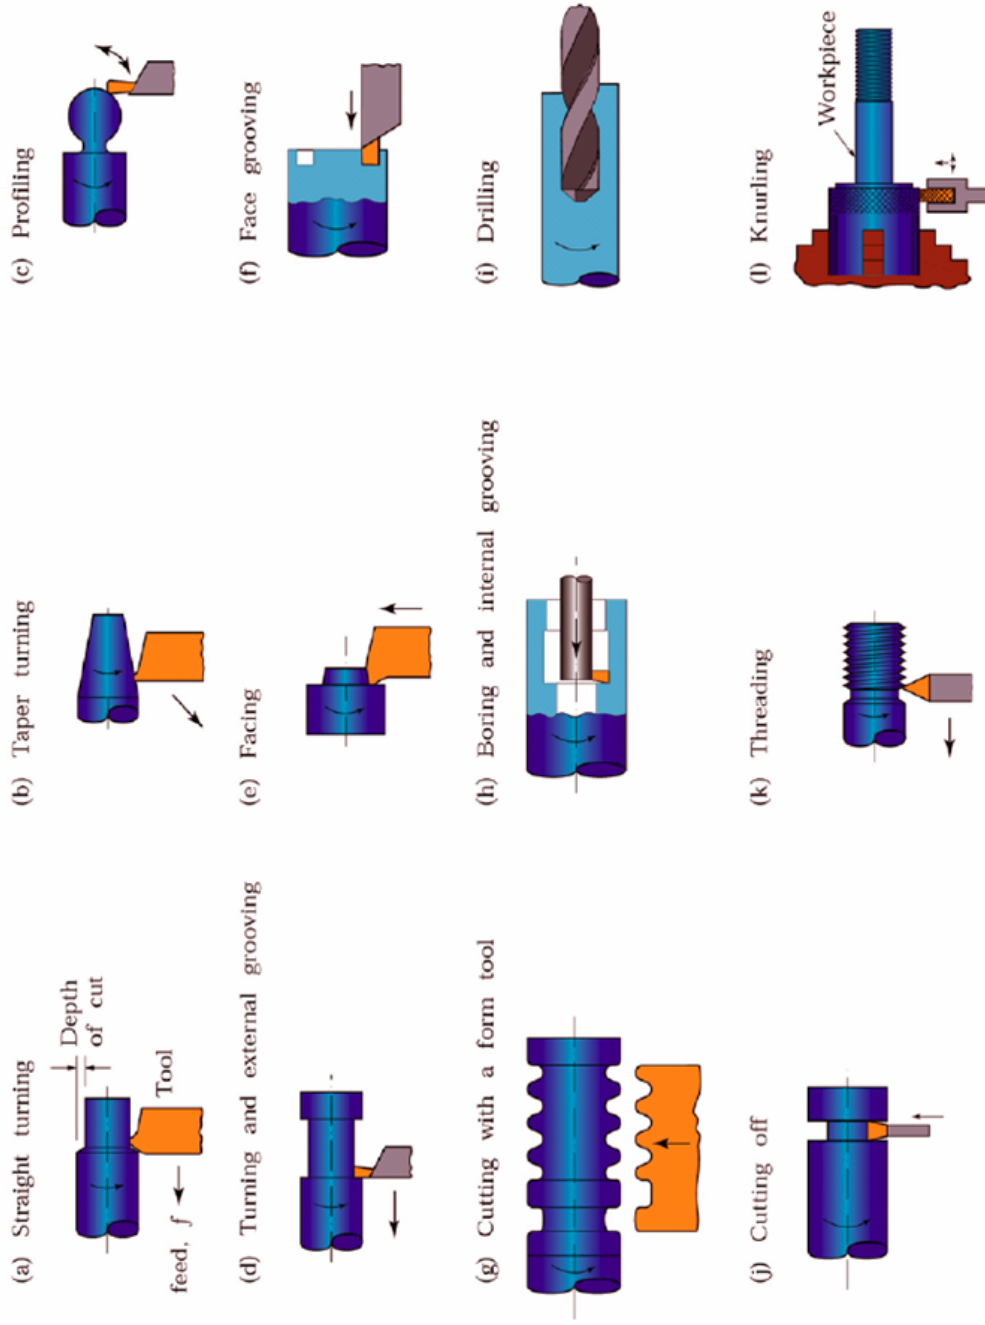 (a) Straight turning
Depth
of cut
Tool
feed, f
(b) Taper turning
(c) Profiling
(d) Turning and external grooving
(e) Facing
(f) Face grooving
(g) Cutting with a form tool
(h) Boring and internal grooving
(i) Drilling
(j) Cutting off
(k) Threading
(l) Knurling
Workpiece